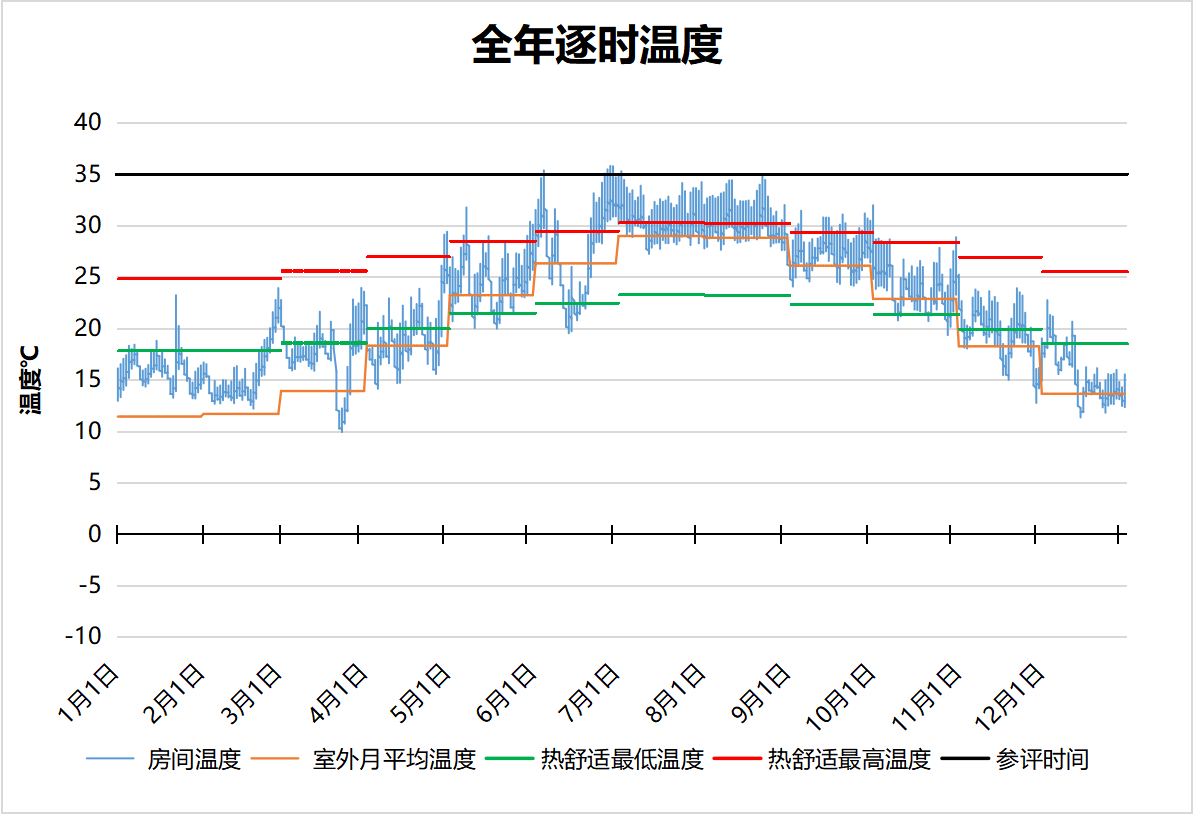 全年逐时温度
40
35
30
25
20
15
10
5
0
-5
-10
温度℃
1月1日
2月1日
3月1日
4月1日
5月1日
6月1日
7月1日
8月1日
9月1日
10月1日
11月1日
12月1日
房间温度 室外月平均温度 热舒适最低温度 热舒适最高温度 参评时间